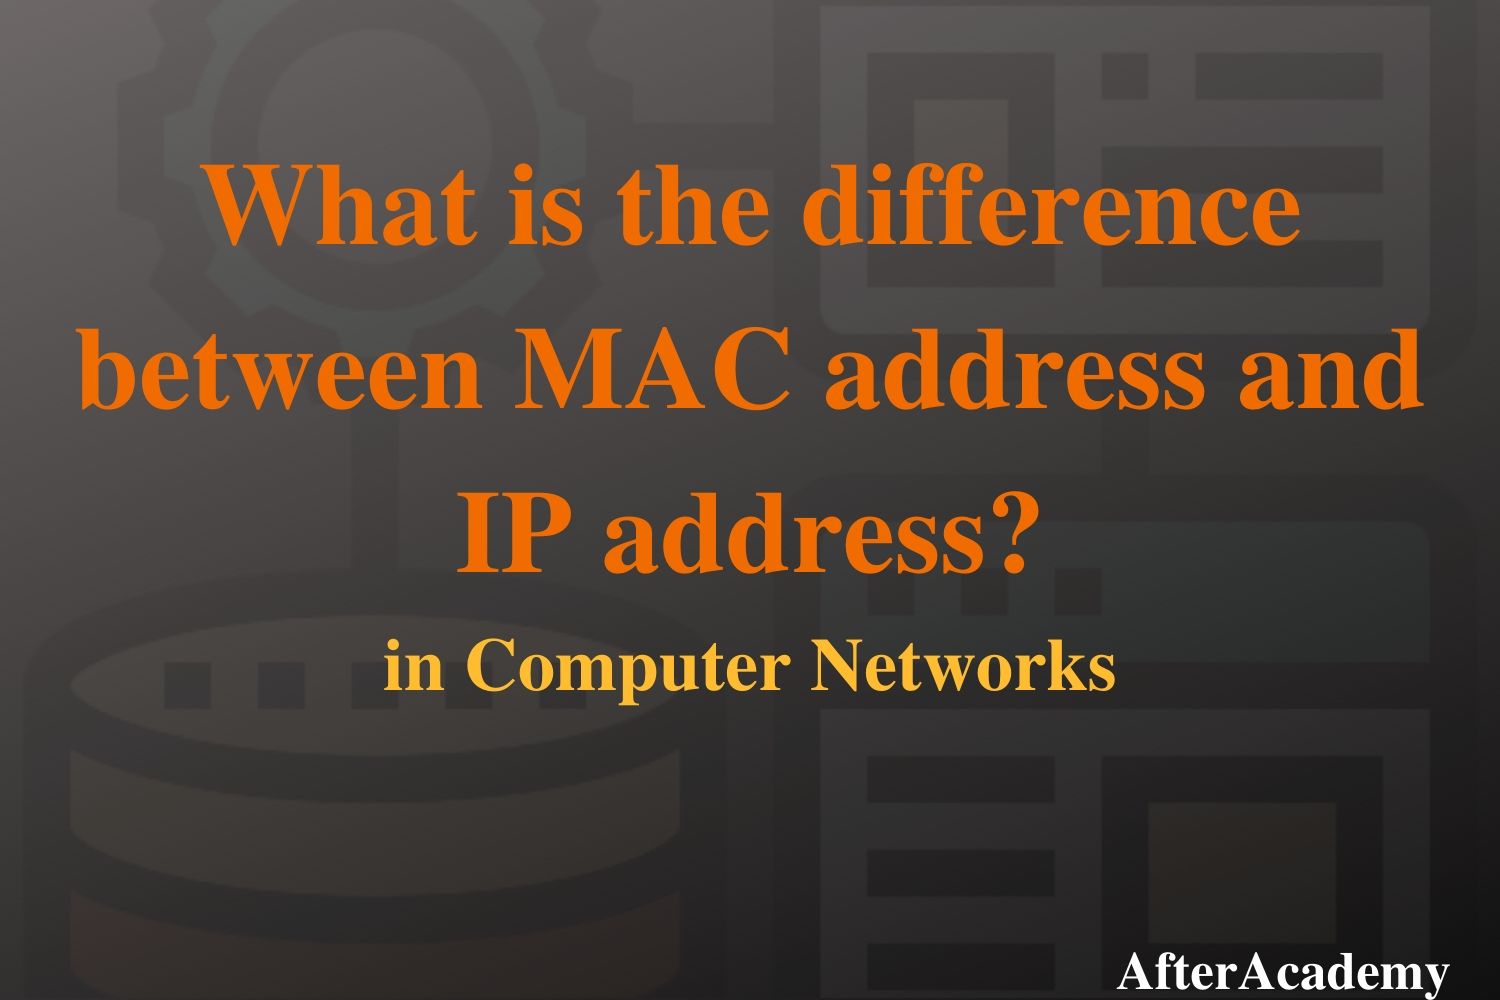 What is the difference
between MAC address and
IP address?
in Computer Networks
AfterAcademy